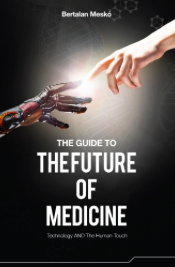 Bertalan Meskó
THE GUIDE TO
THE FUTURE
OF
MEDICINE
Technology AND The Human Touch